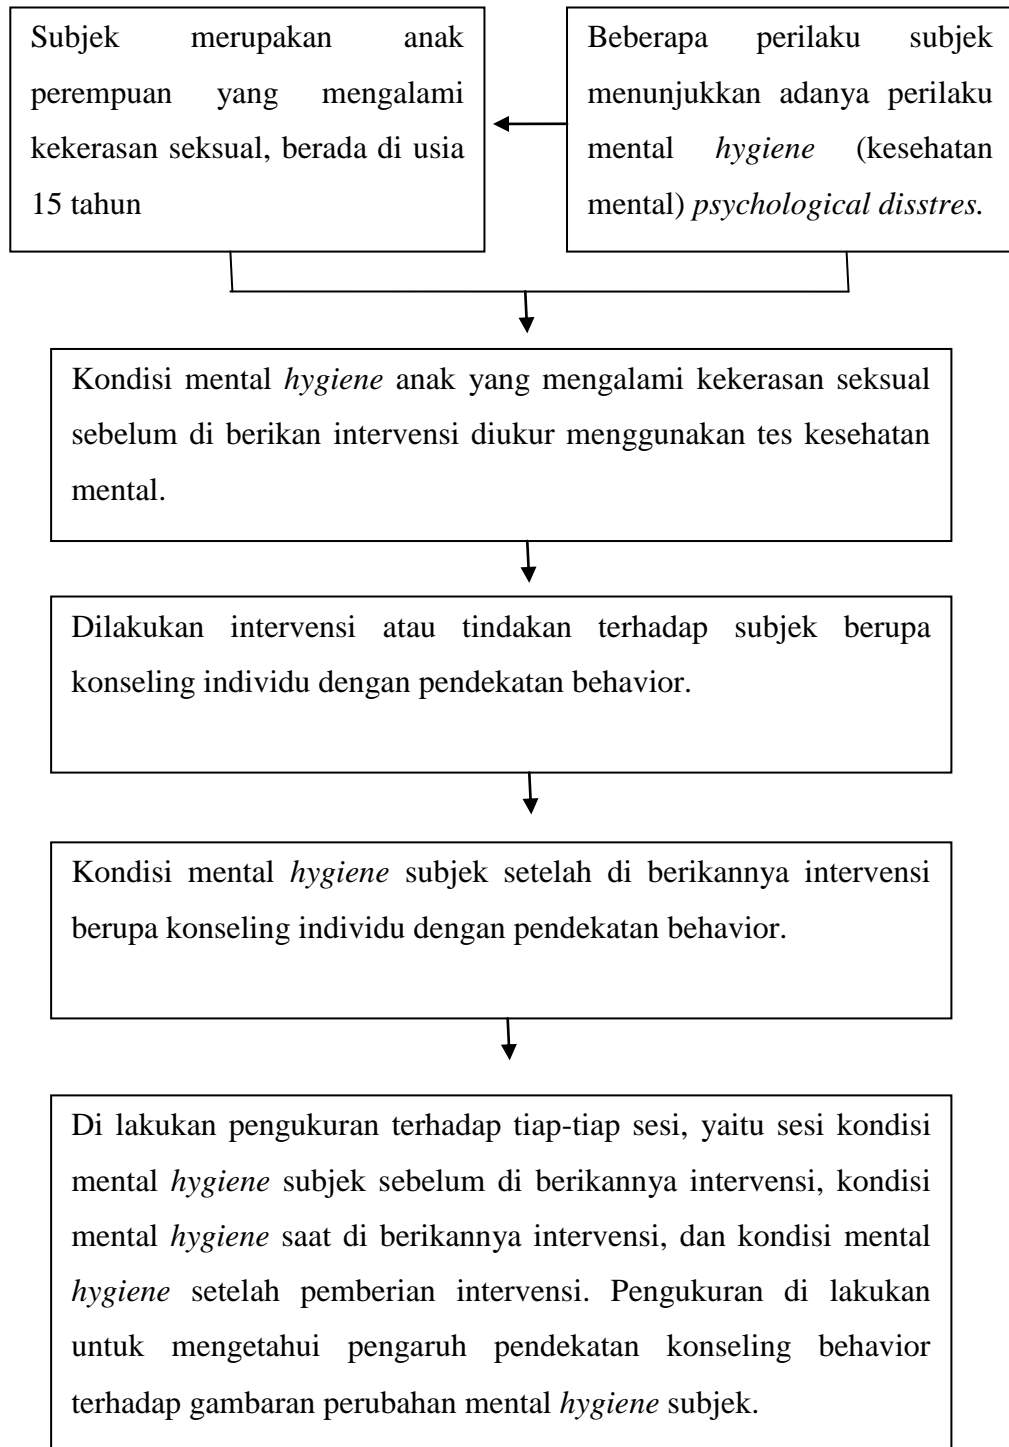 Subjek merupakan anak
perempuan yang mengalami
kekerasan seksual, berada di usia
15 tahun
Beberapa perilaku subjek
menunjukkan adanya perilaku
mental hygiene (kesehatan
mental) psychological disstres.
Kondisi mental hygiene anak yang mengalami kekerasan seksual
sebelum di berikan intervensi diukur menggunakan tes kesehatan
mental.
Dilakukan intervensi atau tindakan terhadap subjek berupa
konseling individu dengan pendekatan behavior.
Kondisi mental hygiene subjek setelah di berikannya intervensi
berupa konseling individu dengan pendekatan behavior.
Di lakukan pengukuran terhadap tiap-tiap sesi, yaitu sesi kondisi
mental hygiene subjek sebelum di berikannya intervensi, kondisi
mental hygiene saat di berikannya intervensi, dan kondisi mental
hygiene setelah pemberian intervensi. Pengukuran di lakukan
untuk mengetahui pengaruh pendekatan konseling behavior
terhadap gambaran perubahan mental hygiene subjek.